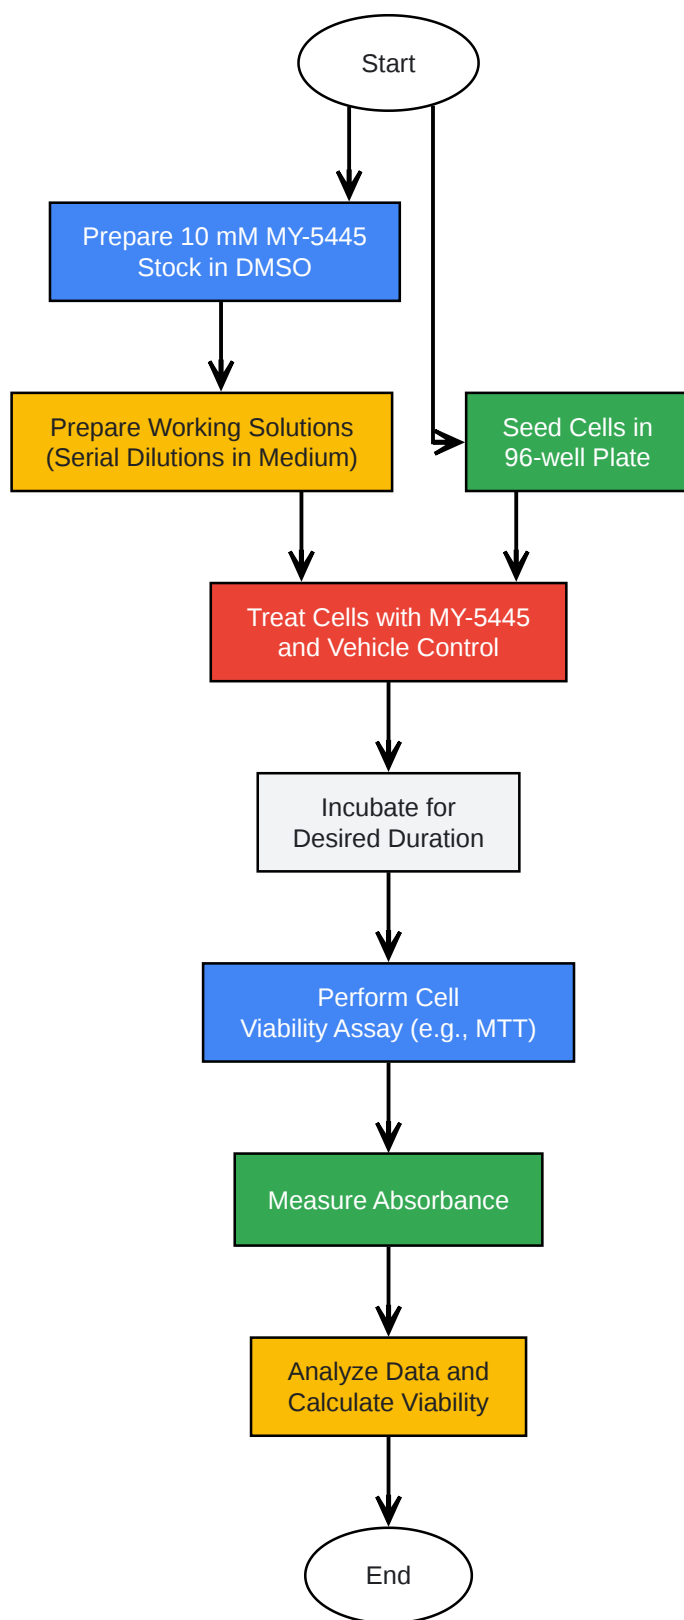 Start
Prepare 10 mM MY-5445
Stock in DMSO
Prepare Working Solutions
(Serial Dilutions in Medium)
Seed Cells in
96-well Plate
Treat Cells with MY-5445
and Vehicle Control
Incubate for
Desired Duration
Perform Cell
Viability Assay (e.g., MTT)
Measure Absorbance
Analyze Data and
Calculate Viability
End